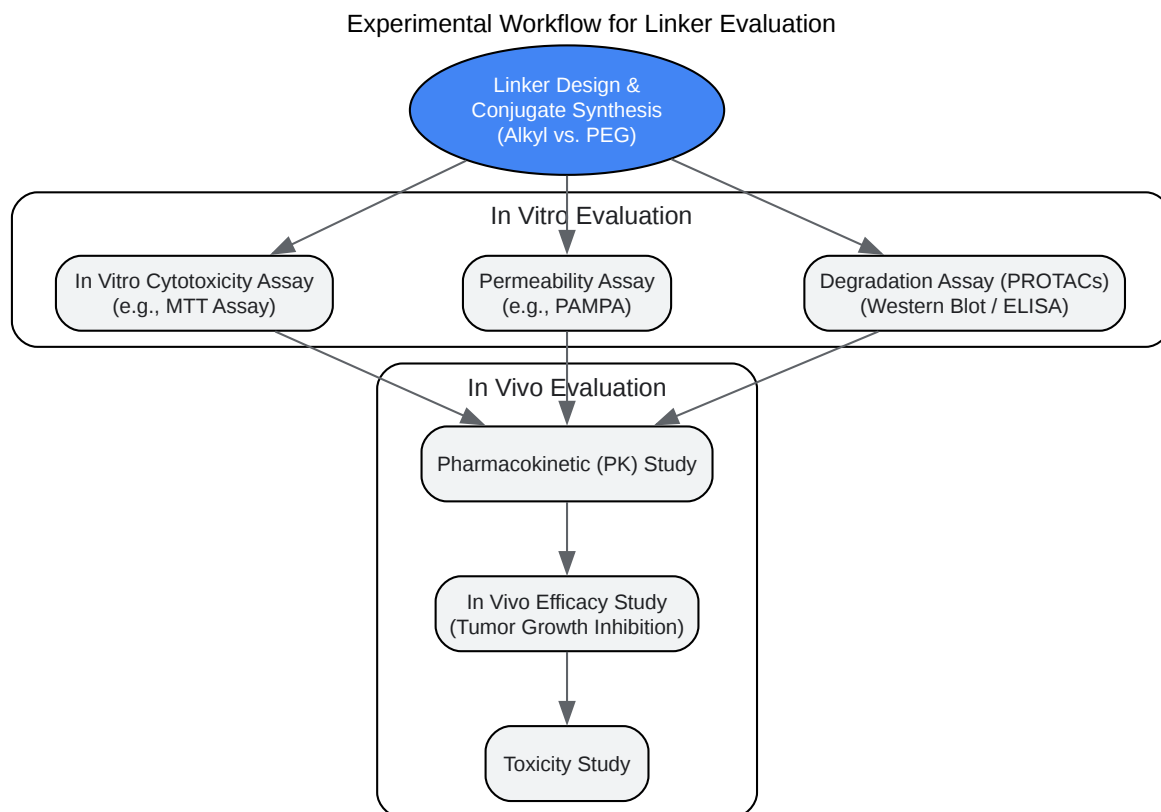 Experimental Workflow for Linker Evaluation
Linker Design &
Conjugate Synthesis
(Alkyl vs. PEG)
In Vitro Evaluation
In Vitro Cytotoxicity Assay
(e.g., MTT Assay)
Permeability Assay
(e.g., PAMPA)
Degradation Assay (PROTACs)
(Western Blot / ELISA)
In Vivo Evaluation
Pharmacokinetic (PK) Study
In Vivo Efficacy Study
(Tumor Growth Inhibition)
Toxicity Study